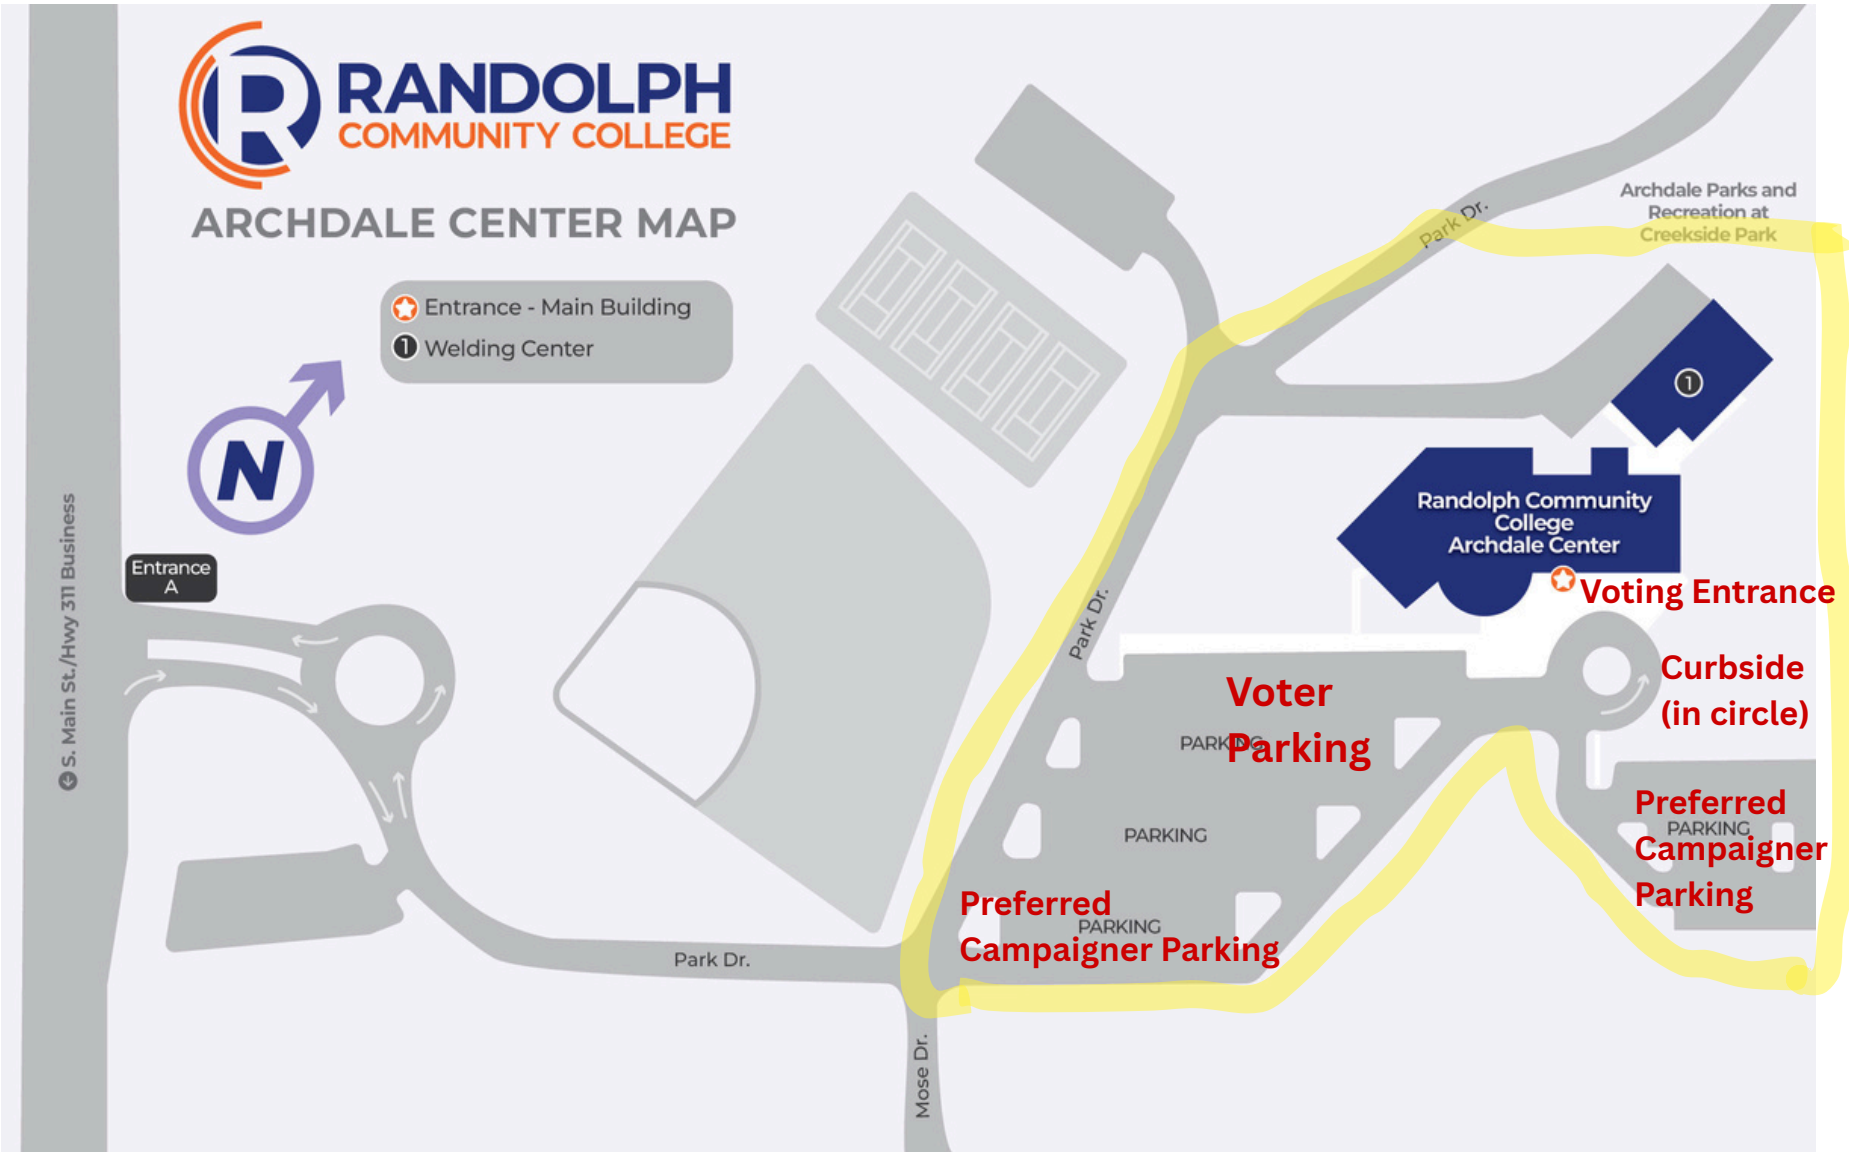 R RANDOLPH
COMMUNITY COLLEGE
ARCHDALE CENTER MAP
Entrance - Main Building
1 Welding Center
N
S. Main St./Hwy 311 Business
Entrance
A
Park Dr.
Archdale Parks and
Recreation at
Creekside Park
1
Randolph Community
College
Archdale Center
Voting Entrance
Park Dr.
Curbside
(in circle)
Voter
Parking
PARKING
PARKING
Preferred
Campaigner
Parking
PARKING
Preferred
Campaigner Parking
PARKING
Park Dr.
Mose Dr.